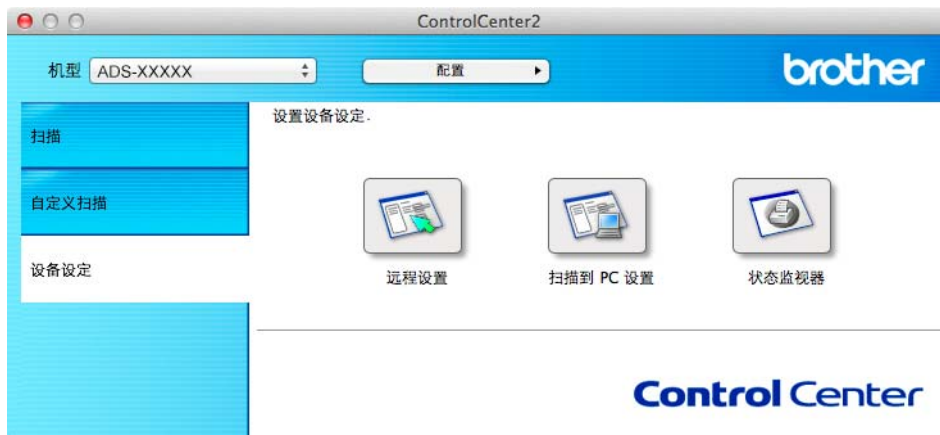 ControlCenter2
机型 ADS-XXXXX 配置 brother
扫描
自定义扫描
设备设定
设置设备设定.
远程设置 扫描到 PC 设置 状态监视器
Control Center